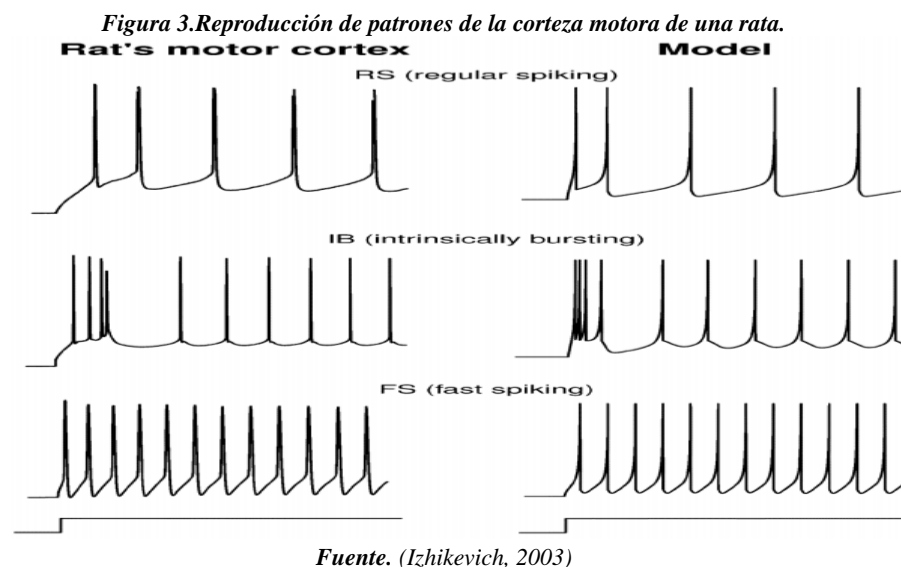 Figura 3.Reproducción de patrones de la corteza motora de una rata.
Rat's motor cortex Model
RS (regular spiking)
IB (intrinsically bursting)
FS (fast spiking)
Fuente. (Izhikevich, 2003)